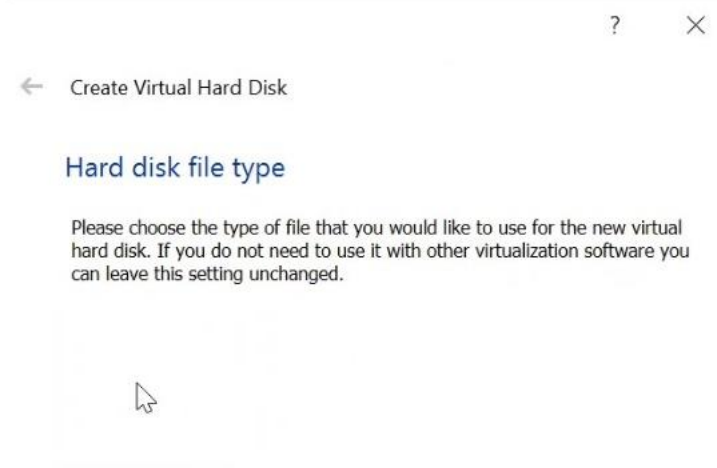 ?
Create Virtual Hard Disk
Hard disk file type
Please choose the type of file that you would like to use for the new virtual
hard disk. If you do not need to use it with other virtualization software you
can leave this setting unchanged.